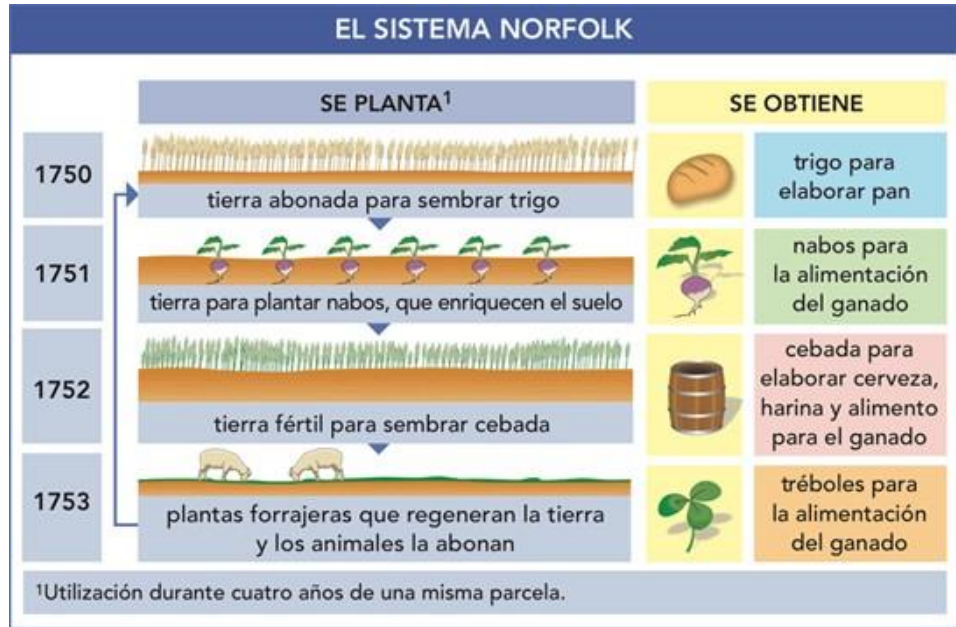 EL SISTEMA NORFOLK
SE PLANTA¹
SE OBTIENE
1750
tierra abonada para sembrar trigo
trigo para
elaborar pan
1751
tierra para plantar nabos, que enriquecen el suelo
nabos para
la alimentación
del ganado
1752
tierra fértil para sembrar cebada
cebada para
elaborar cerveza,
harina y alimento
para el ganado
1753
plantas forrajeras que regeneran la tierra
y los animales la abonan
tréboles para
la alimentación
del ganado
¹Utilización durante cuatro años de una misma parcela.